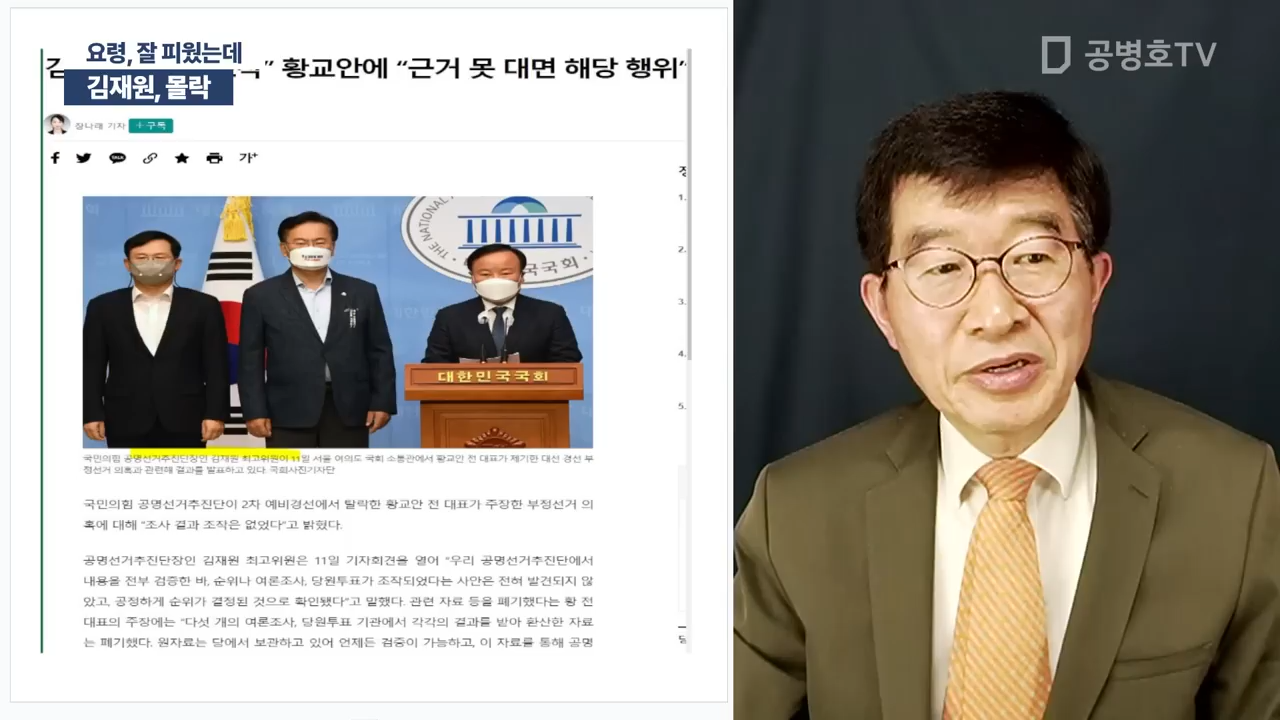 요령, 잘 피웠는데
김재원, 몰락
황교안에 “근거 못 대면 해당 행위”
장나래 기자 +구독
가+
THE NATIONAL
국회
대한민국국회
국민의힘 공명선거추진단장인 김재원 최고위원이 11일 서울 여의도 국회 소통관에서 황교안 전 대표가 제기한 대선 경선 부
정선거 의혹과 관련해 결과를 발표하고 있다. 국회사진기자단
국민의힘 공명선거추진단이 2차 예비경선에서 탈락한 황교안 전 대표가 주장한 부정선거 의
혹에 대해 “조사 결과 조작은 없었다”고 밝혔다.
공명선거추진단장인 김재원 최고위원은 11일 기자회견을 열어 “우리 공명선거추진단에서
내용을 전부 검증한 바, 순위나 여론조사, 당원투표가 조작되었다는 사안은 전혀 발견되지 않
았고, 공정하게 순위가 결정된 것으로 확인됐다”고 말했다. 관련 자료 등을 폐기했다는 황 전
대표의 주장에는 “다섯 개의 여론조사, 당원투표 기관에서 각각의 결과를 받아 환산한 자료
는 폐기했다. 원자료는 당에서 보관하고 있어 언제든 검증이 가능하고, 이 자료를 통해 공명
1.
2.
3.
4.
5.
공병호TV